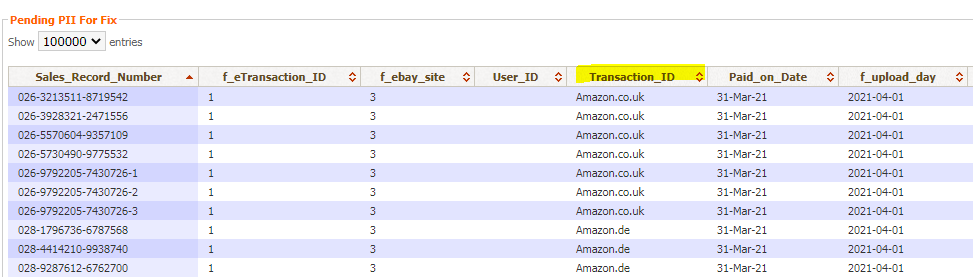 Pending PII For Fix
Show 100000 entries
Sales_Record_Number f_eTransaction_ID f_ebay_site User_ID Transaction_ID Paid_on_Date f_upload_day
026-3213511-8719542 1 3 Amazon.co.uk 31-Mar-21 2021-04-01
026-3928321-2471556 1 3 Amazon.co.uk 31-Mar-21 2021-04-01
026-5570604-9357109 1 3 Amazon.co.uk 31-Mar-21 2021-04-01
026-5730490-9775532 1 3 Amazon.co.uk 31-Mar-21 2021-04-01
026-9792205-7430726-1 1 3 Amazon.co.uk 31-Mar-21 2021-04-01
026-9792205-7430726-2 1 3 Amazon.co.uk 31-Mar-21 2021-04-01
026-9792205-7430726-3 1 3 Amazon.co.uk 31-Mar-21 2021-04-01
028-1796736-6787568 1 3 Amazon.de 31-Mar-21 2021-04-01
028-4414210-9938740 1 3 Amazon.de 31-Mar-21 2021-04-01
028-9287612-6762700 1 3 Amazon.de 31-Mar-21 2021-04-01